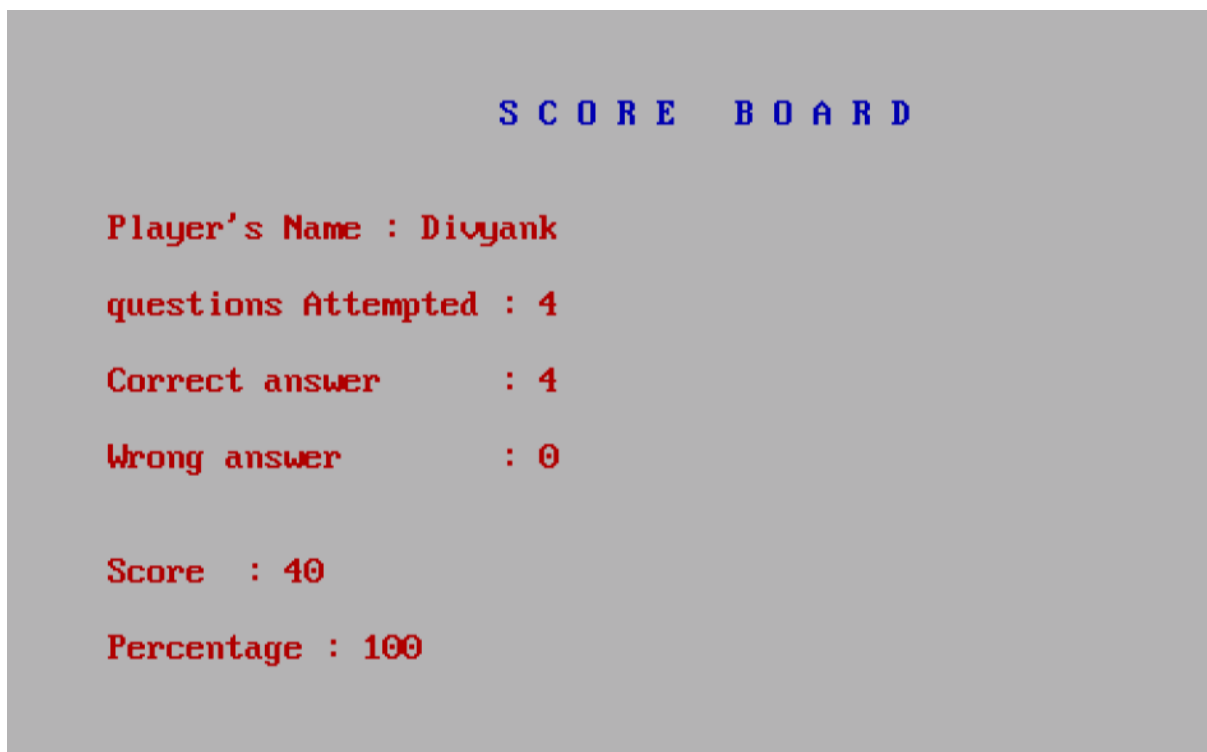 S C O R E   B O A R D
Player's Name : Divyank
questions Attempted : 4
Correct answer : 4
Wrong answer : 0
Score : 40
Percentage : 100